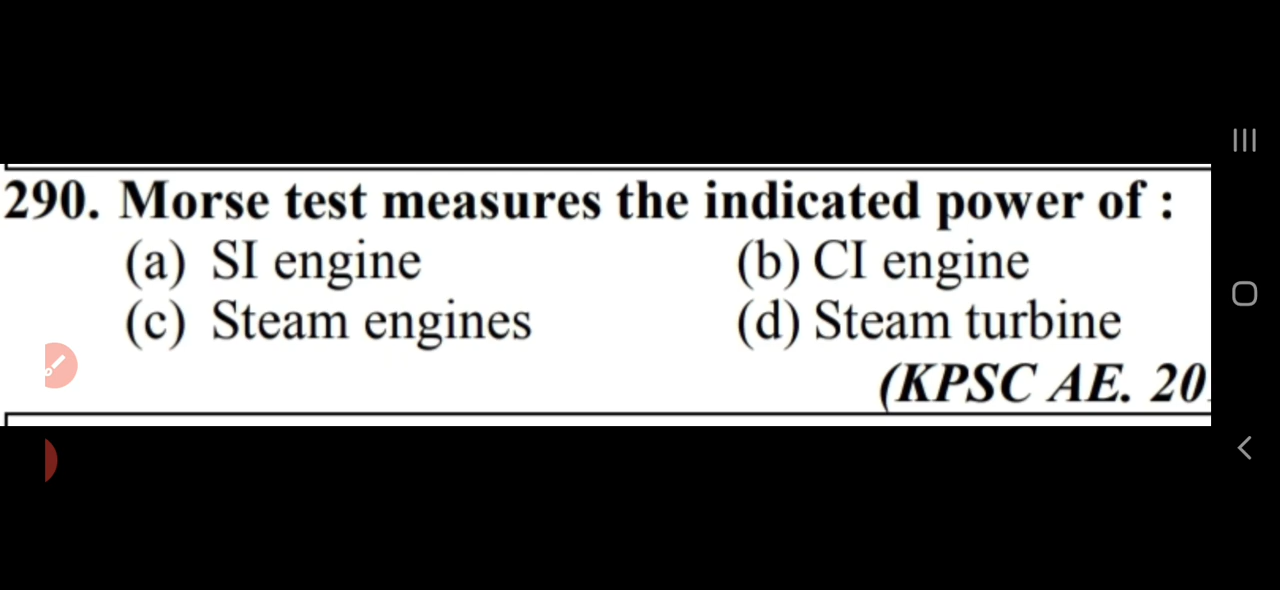 290. Morse test measures the indicated power of :
(a) SI engine (b) CI engine
(c) Steam engines (d) Steam turbine
(KPSC AE. 20